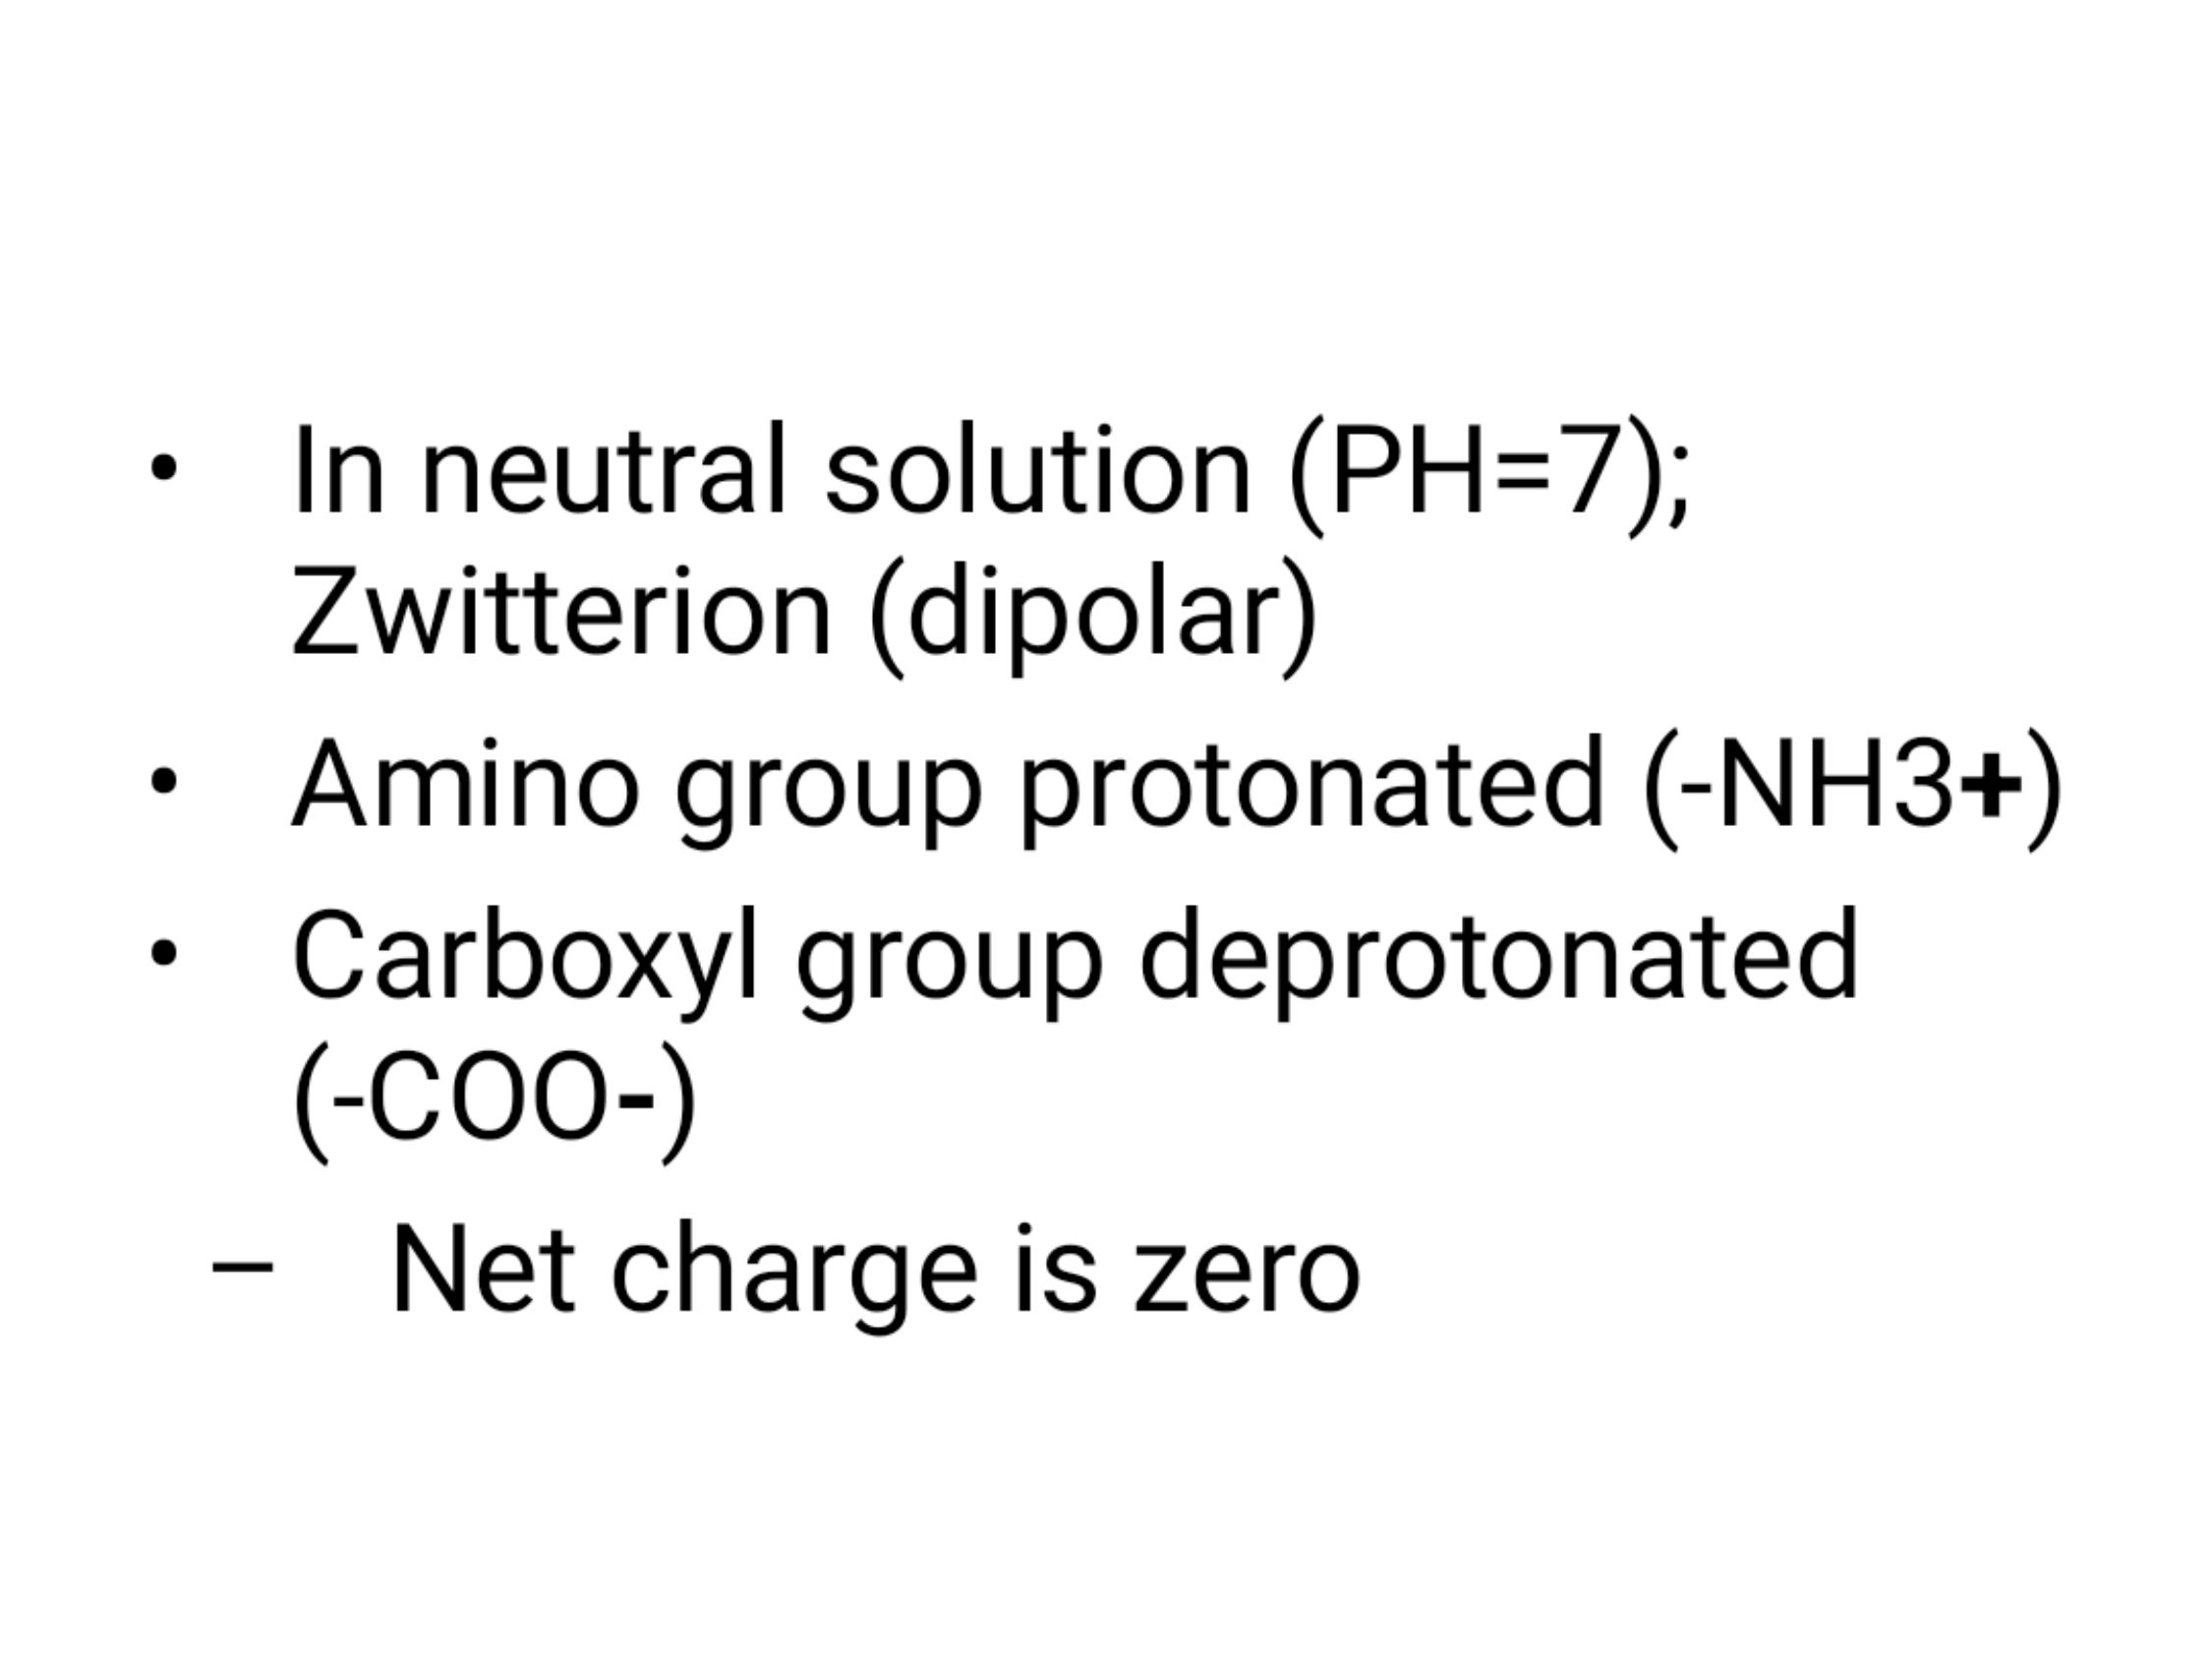 • In neutral solution (PH=7);
Zwitterion (dipolar)
• Amino group protonated (-NH3+)
• Carboxyl group deprotonated
(-COO-)
– Net charge is zero